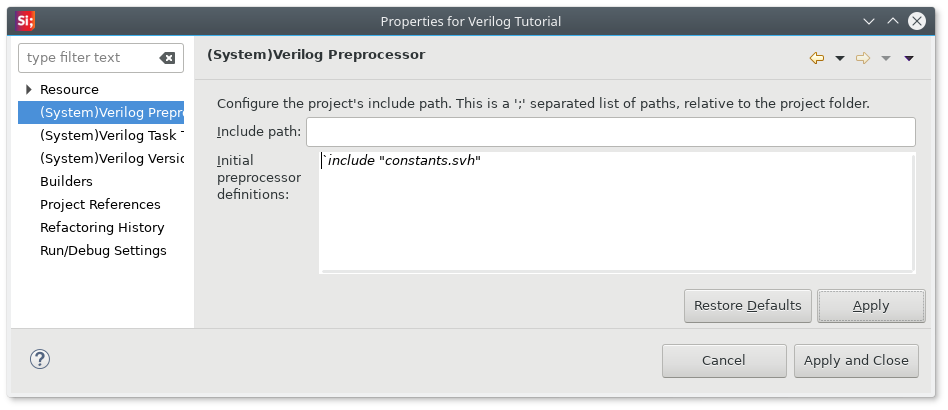 Si;
Properties for Verilog Tutorial
type filter text
(System)Verilog Preprocessor
Resource
(System)Verilog Prepr
(System)Verilog Task T
(System)Verilog Versic
Builders
Project References
Refactoring History
Run/Debug Settings
Configure the project's include path. This is a ';' separated list of paths, relative to the project folder.
Include path:
Initial
preprocessor
definitions:
`include "constants.svh"
Restore Defaults
Apply
?
Cancel
Apply and Close